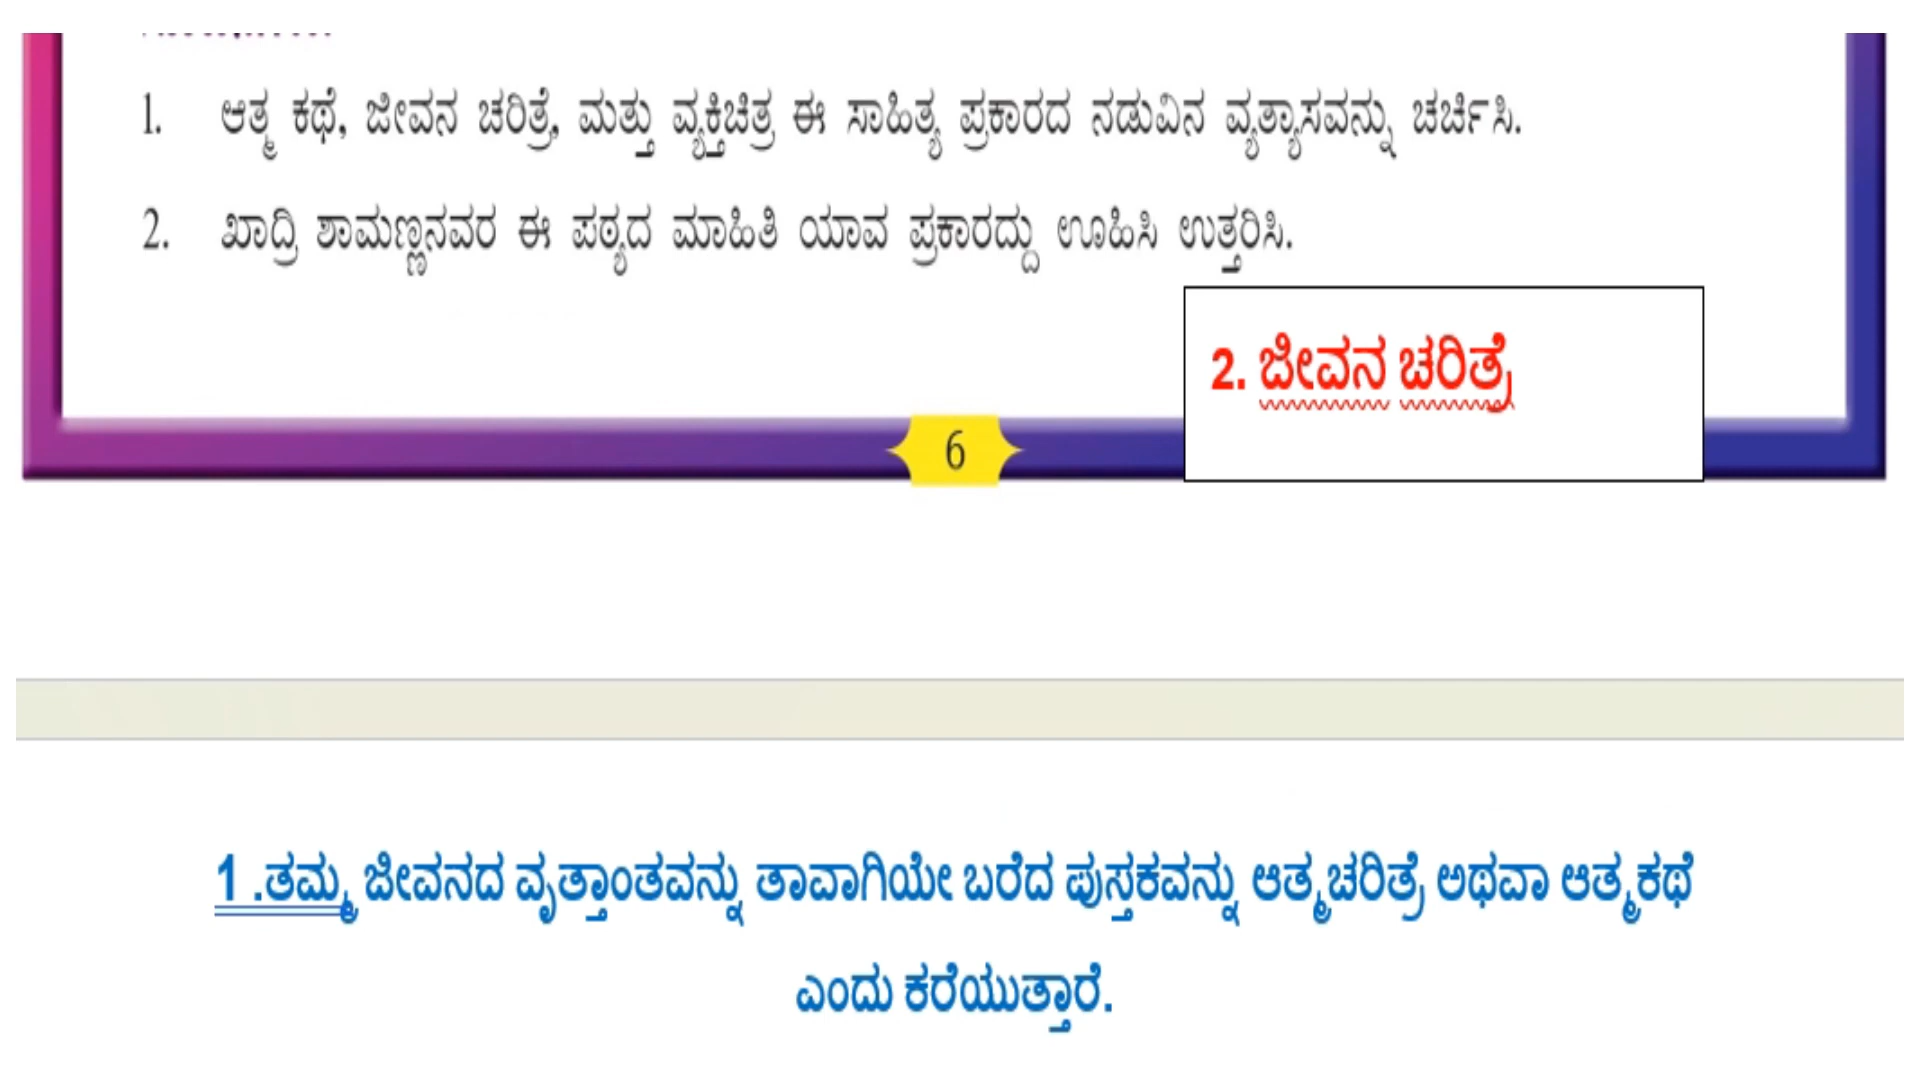 1. ಆತ್ಮ ಕಥೆ, ಜೀವನ ಚರಿತ್ರೆ, ಮತ್ತು ವ್ಯಕ್ತಿಚಿತ್ರ ಈ ಸಾಹಿತ್ಯ ಪ್ರಕಾರದ ನಡುವಿನ ವ್ಯತ್ಯಾಸವನ್ನು ಚರ್ಚಿಸಿ.
2. ಖಾದ್ರಿ ಶಾಮಣ್ಣನವರ ಈ ಪಠ್ಯದ ಮಾಹಿತಿ ಯಾವ ಪ್ರಕಾರದ್ದು ಊಹಿಸಿ ಉತ್ತರಿಸಿ.
2. ಜೀವನ ಚರಿತ್ರೆ
6
1 .ತಮ್ಮ ಜೀವನದ ವೃತ್ತಾಂತವನ್ನು ತಾವಾಗಿಯೇ ಬರೆದ ಪುಸ್ತಕವನ್ನು ಆತ್ಮಚರಿತ್ರೆ ಅಥವಾ ಆತ್ಮಕಥೆ
ಎಂದು ಕರೆಯುತ್ತಾರೆ.